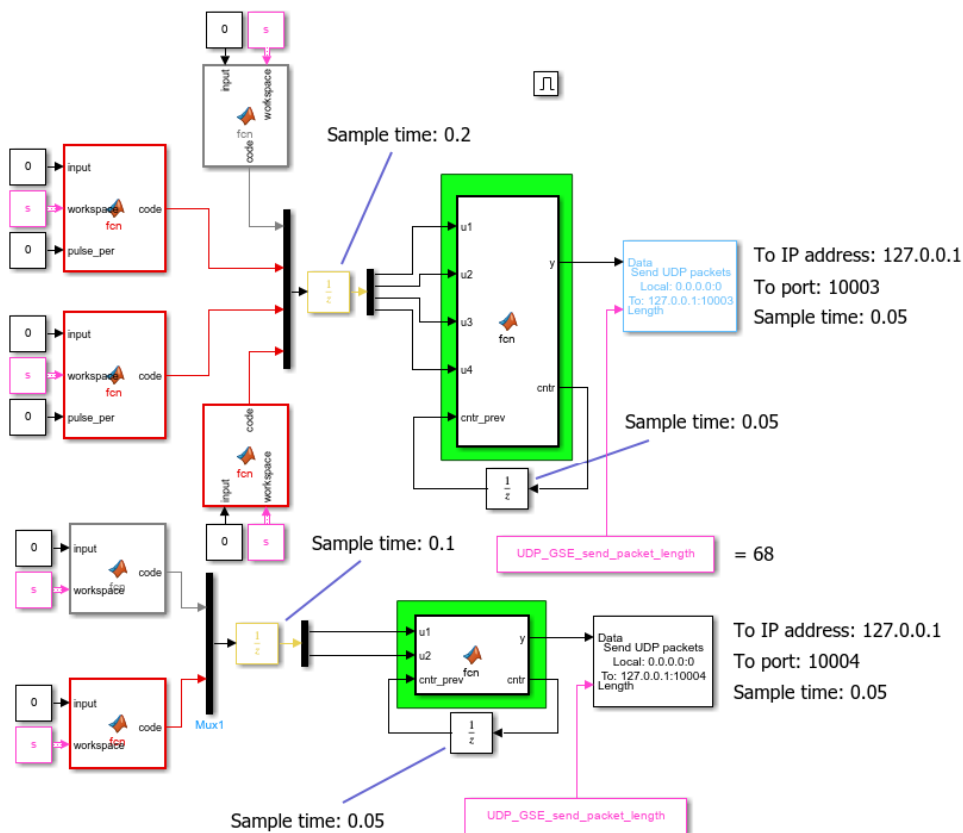 0
s
input
workspace
fcn
code
Sample time: 0.2
0
input
s
workspace
code
fcn
0
pulse_per
u1
u2
u3
u4
cntr_prev
y
fcn
cntr
1
z
Data
Send UDP packets
Local: 0.0.0.0:0
To: 127.0.0.1:10003
Length
To IP address: 127.0.0.1
To port: 10003
Sample time: 0.05
0
input
s
workspace
code
fcn
0
pulse_per
code
fcn
input
workspace
0
s
1
z
Sample time: 0.05
UDP_GSE_send_packet_length
= 68
0
input
s
workspace
code
fcn
Sample time: 0.1
1
z
u1
u2
cntr_prev
y
fcn
cntr
Data
Send UDP packets
Local: 0.0.0.0:0
To: 127.0.0.1:10004
Length
To IP address: 127.0.0.1
To port: 10004
Sample time: 0.05
0
input
s
workspace
code
fcn
Mux1
1
z
Sample time: 0.05
UDP_GSE_send_packet_length